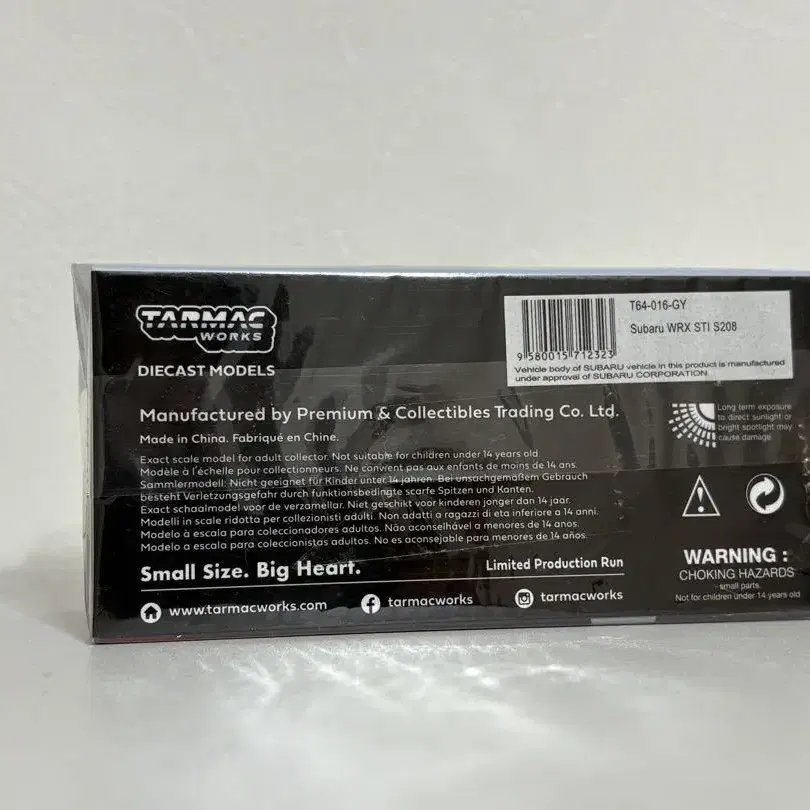 TARMAC
WORKS
DIECAST MODELS
T64-016-GY
Subaru WRX STI S208
9 580015 712323
Vehicle body of SUBARU vehicle in this product is manufactured
under approval of SUBARU CORPORATION.
Manufactured by Premium & Collectibles Trading Co. Ltd.
Made in China. Fabriqué en Chine.
Long term exposure
to direct sunlight or
bright spotlight may
cause damage
Exact scale model for adult collector. Not suitable for children under 14 years old
Modèle à l'échelle pour collectionneurs. Ne convient pas aux enfants de moins de 14 ans.
Sammlermodell: Nicht geeignet für Kinder unter 14 jahren. Bei unsachgemäßem Gebrauch
besteht Verletzungsgefahr durch funktionsbedingte scarfe Spitzen und Kanten.
Exact schaalmodel voor de verzamellar. Niet geschikt voor kinderen jonger dan 14 jaar.
Modelli in scale ridotta per collezionisti adulti. Non adatti a ragazzi di eta inferiore a 14 anni.
Modelo à escala para coleccionadores adultos. Não aconselhável a menores de 14 anos.
Modelo a escala para coleccionistas adultos. No es aconsejable para menores de 14 años.
Small Size. Big Heart.
Limited Production Run
www.tarmacworks.com
tarmacworks
tarmacworks
WARNING :
CHOKING HAZARDS
small parts.
Not for children under 14 years old